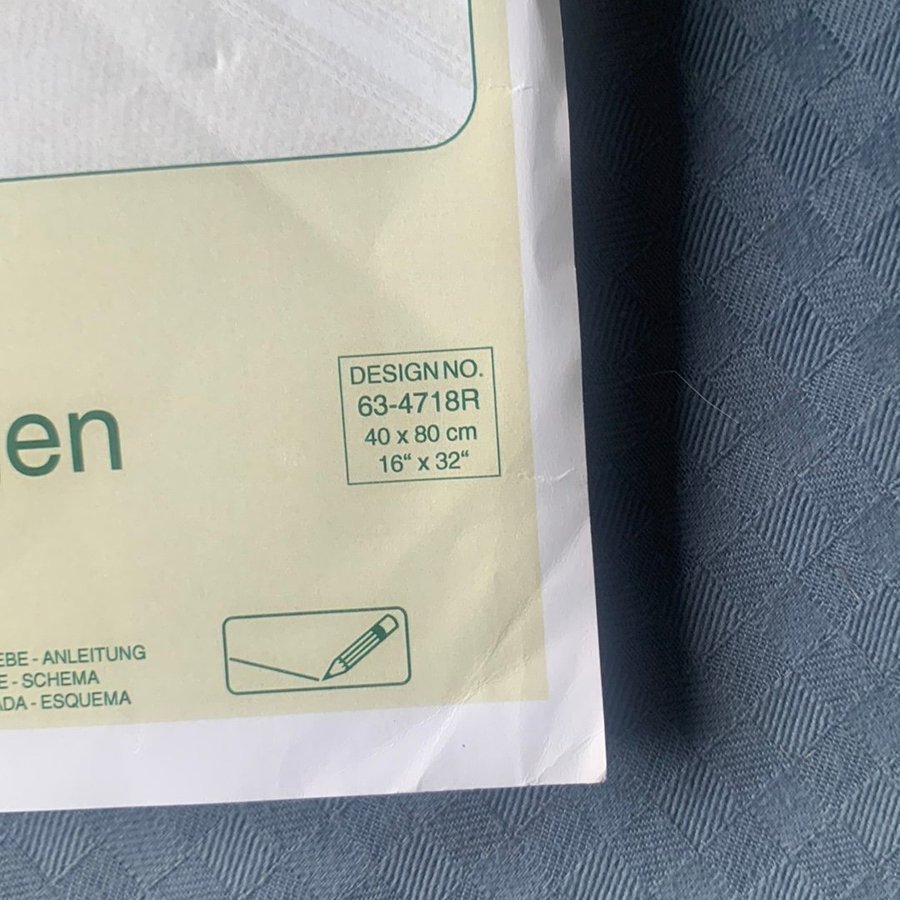 DESIGN NO.
63-4718R
40 x 80 cm
16“ x 32“
en
EBE - ANLEITUNG
E - SCHEMA
ADA - ESQUEMA